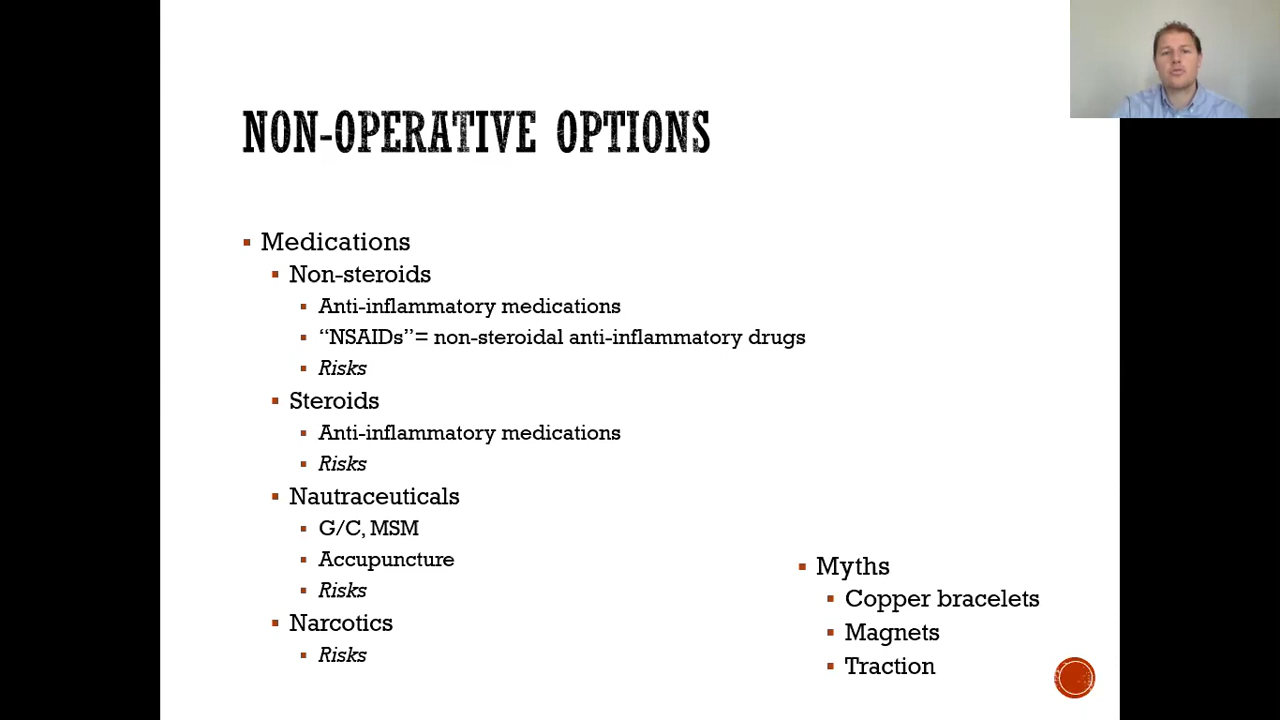 NON-OPERATIVE OPTIONS
Medications
Non-steroids
Anti-inflammatory medications
“NSAIDs”= non-steroidal anti-inflammatory drugs
Risks
Steroids
Anti-inflammatory medications
Risks
Nautraceuticals
G/C, MSM
Accupuncture
Risks
Narcotics
Risks
Myths
Copper bracelets
Magnets
Traction